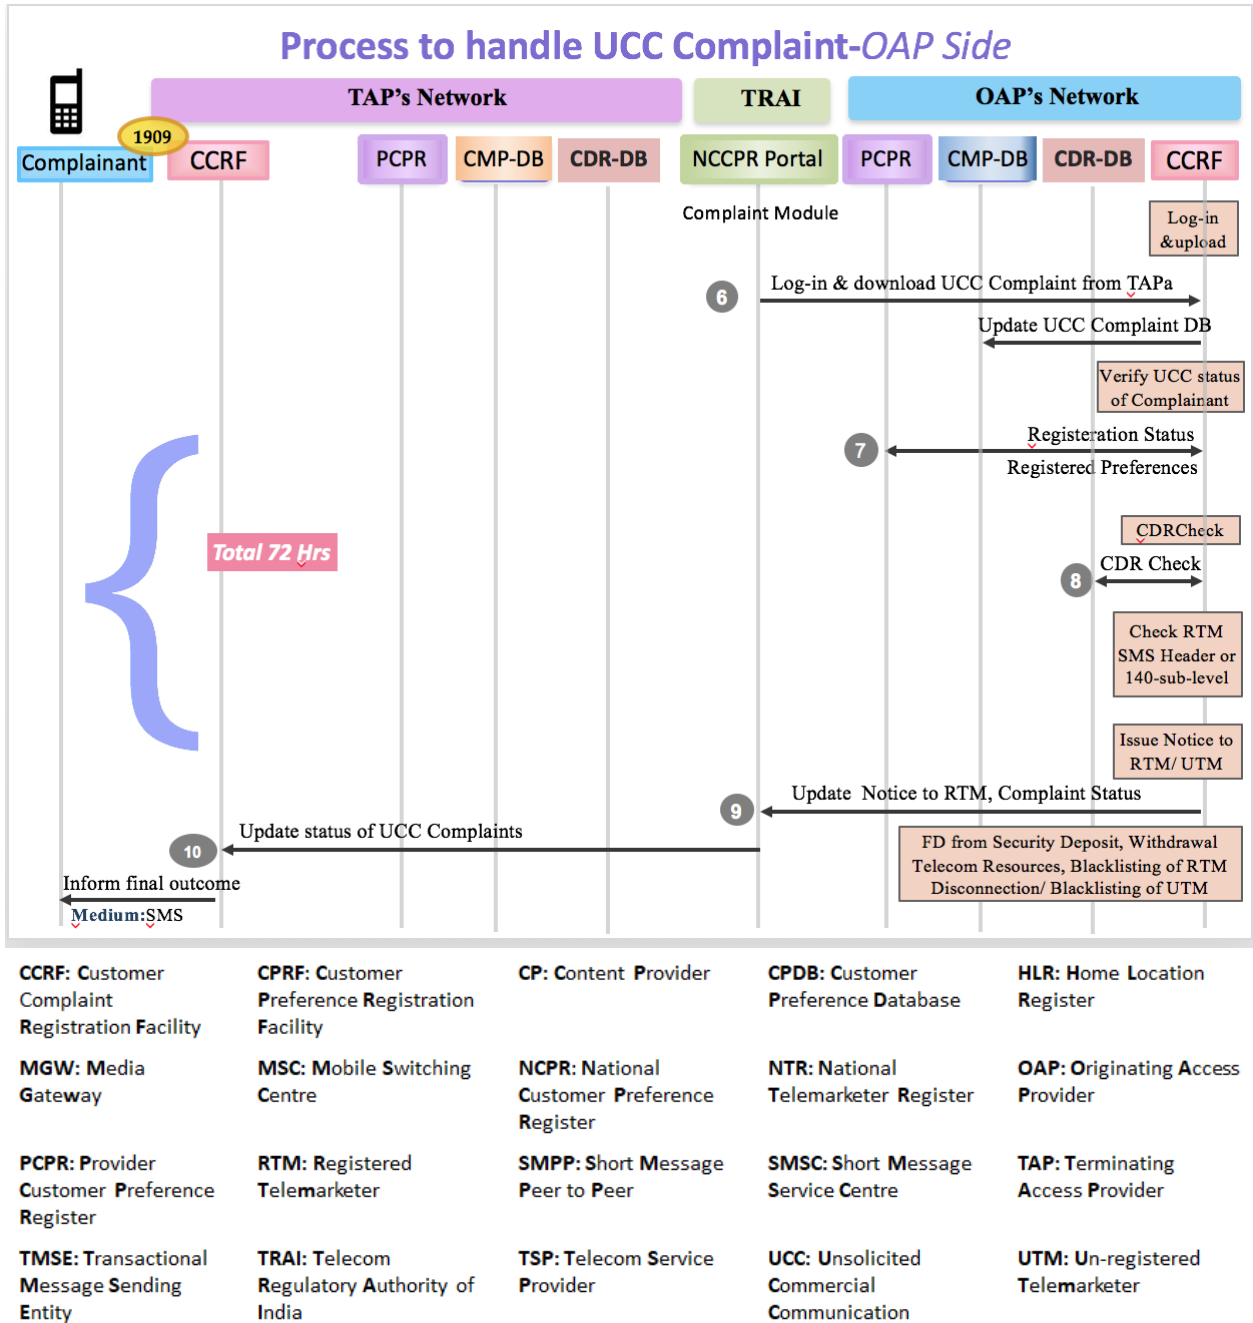 Process to handle UCC Complaint-OAP Side
TAP's Network
TRAI
OAP's Network
1909
Complainant
CCRF
PCPR
CMP-DB
CDR-DB
NCCPR Portal
PCPR
CMP-DB
CDR-DB
CCRF
Complaint Module
Log-in
&upload
6
Log-in & download UCC Complaint from TAPa
Update UCC Complaint DB
Verify UCC status
of Complainant
7
Registeration Status
Registered Preferences
Total 72 Hrs
CDRCheck
8
CDR Check
Check RTM
SMS Header or
140-sub-level
Issue Notice to
RTM/ UTM
9
Update Notice to RTM, Complaint Status
10
Update status of UCC Complaints
FD from Security Deposit, Withdrawal
Telecom Resources, Blacklisting of RTM
Disconnection/ Blacklisting of UTM
Inform final outcome
Medium:SMS
CCRF: Customer
Complaint
Registration Facility
CPRF: Customer
Preference Registration
Facility
CP: Content Provider
CPDB: Customer
Preference Database
HLR: Home Location
Register
MGW: Media
Gateway
MSC: Mobile Switching
Centre
NCPR: National
Customer Preference
Register
NTR: National
Telemarketer Register
OAP: Originating Access
Provider
PCPR: Provider
Customer Preference
Register
RTM: Registered
Telemarketer
SMPP: Short Message
Peer to Peer
SMSC: Short Message
Service Centre
TAP: Terminating
Access Provider
TMSE: Transactional
Message Sending
Entity
TRAI: Telecom
Regulatory Authority of
India
TSP: Telecom Service
Provider
UCC: Unsolicited
Commercial
Communication
UTM: Un-registered
Telemarketer